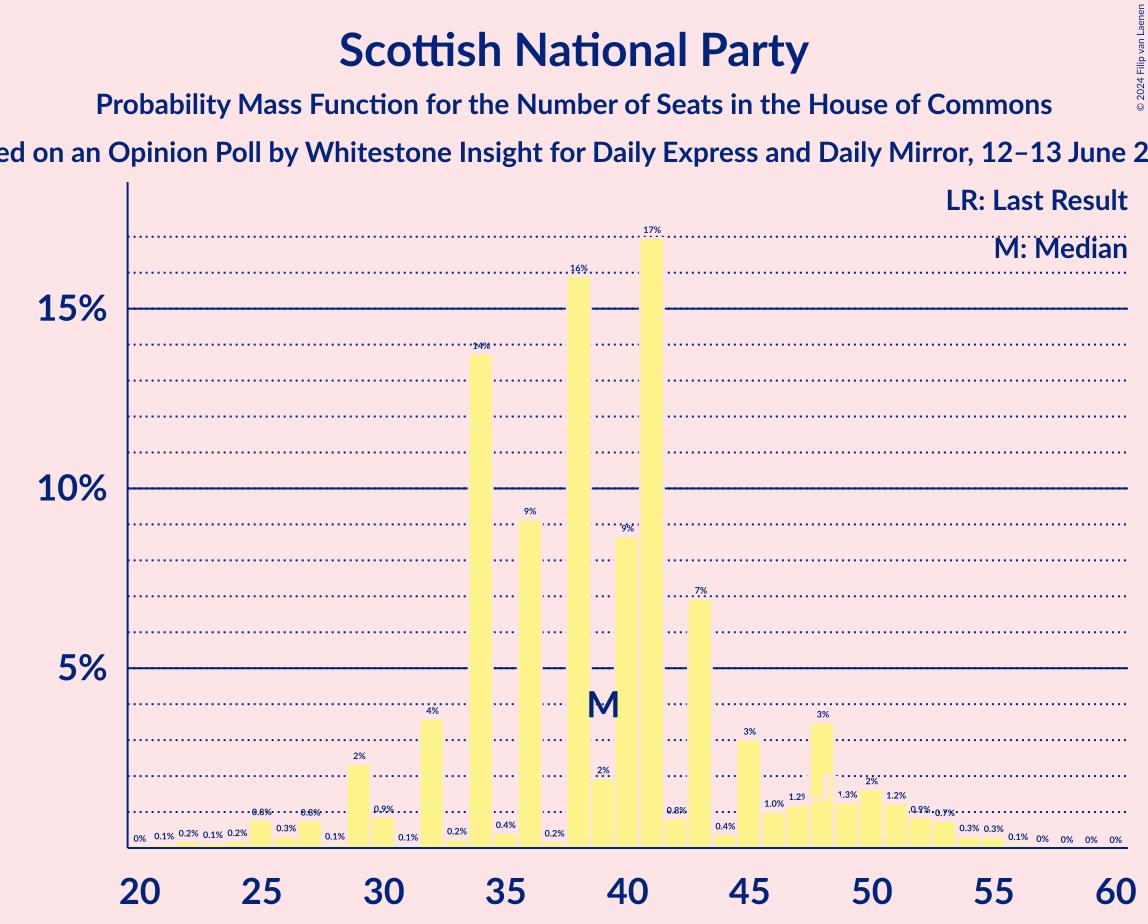 Scottish National Party
Probability Mass Function for the Number of Seats in the House of Commons
ed on an Opinion Poll by Whitestone Insight for Daily Express and Daily Mirror, 12–13 June 2
© 2024 Filip van Laenen
LR: Last Result
M: Median
17%
16%
15%
14%
10%
9%
9%
7%
5%
M
4%
3%
3%
2%
2%
2%
0% 0.1% 0.2% 0.1% 0.2% 0.8% 0.3% 0.8% 0.1% 0.9% 0.1% 0.2% 0.4% 0.2% 0.8% 0.4% 1.0% 1.2% 1.3% 1.2% 0.9% 0.7% 0.3% 0.3% 0.1% 0% 0% 0% 0%
20 25 30 35 40 45 50 55 60